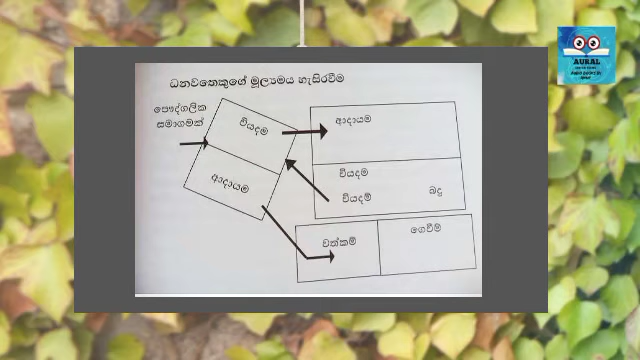 AURAL
ධනවතෙකුගේ මූල්‍යමය හැසිරවීම
පෞද්ගලික
සමාගමක්
වියදම
ආදායම
ආදායම
වියදම
වියදම්
බදු
වත්කම්
ගෙවීම්